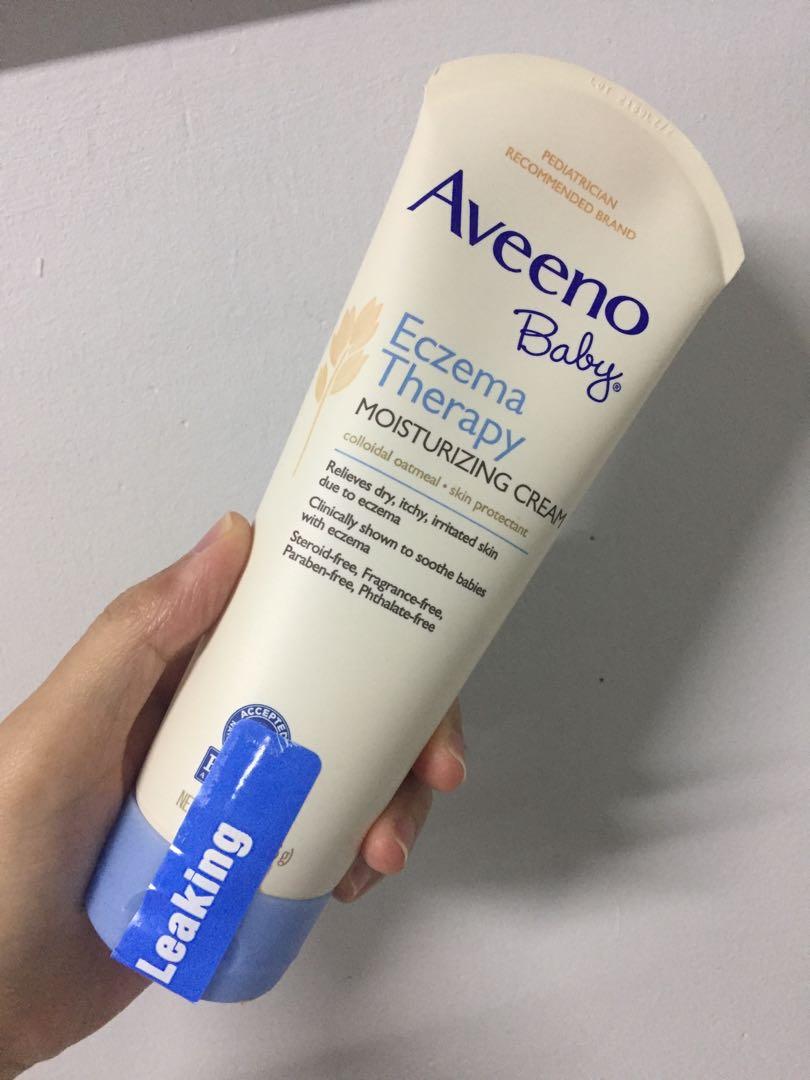 PEDIATRICIAN
RECOMMENDED BRAND
Aveeno
Baby®
Eczema
Therapy
MOISTURIZING CREAM
colloidal oatmeal • skin protectant
Relieves dry, itchy, irritated skin
due to eczema
Clinically shown to soothe babies
with eczema
Steroid-free, Fragrance-free,
Paraben-free, Phthalate-free
ACCEPTED
Leaking